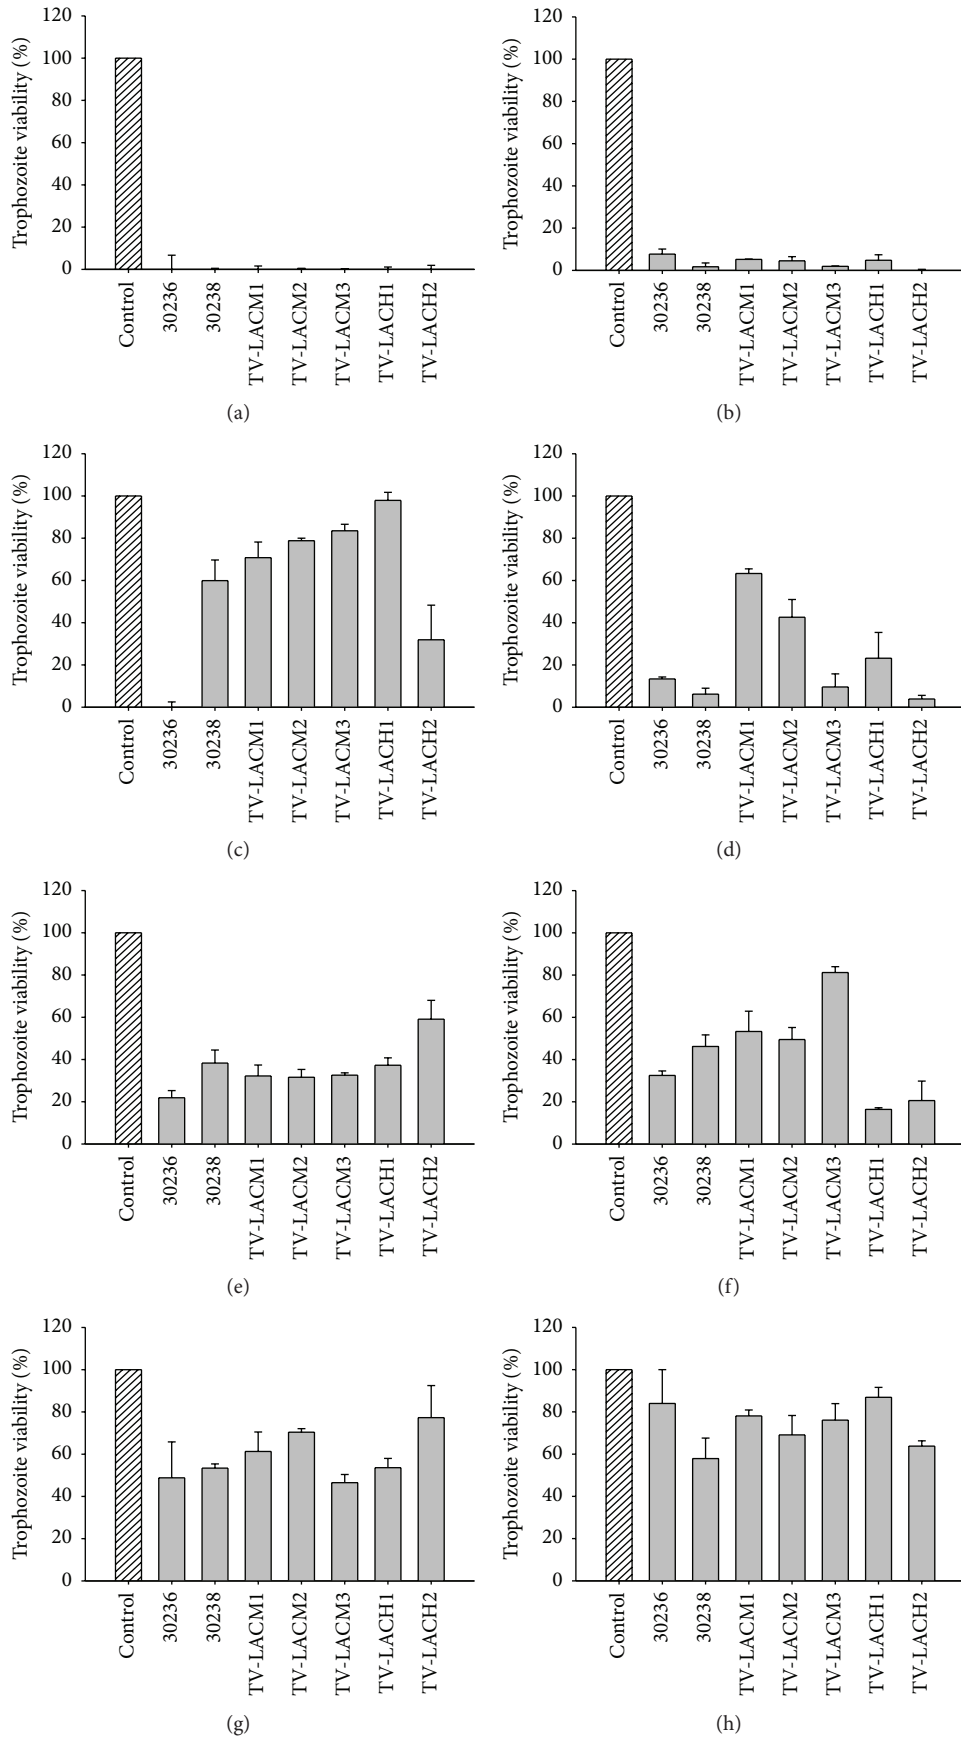 Trophozoite viability (%)
120
100
80
60
40
20
0
Control
30236
30238
TV-LACM1
TV-LACM2
TV-LACM3
TV-LACH1
TV-LACH2
(a)
Trophozoite viability (%)
120
100
80
60
40
20
0
Control
30236
30238
TV-LACM1
TV-LACM2
TV-LACM3
TV-LACH1
TV-LACH2
(b)
Trophozoite viability (%)
120
100
80
60
40
20
0
Control
30236
30238
TV-LACM1
TV-LACM2
TV-LACM3
TV-LACH1
TV-LACH2
(c)
Trophozoite viability (%)
120
100
80
60
40
20
0
Control
30236
30238
TV-LACM1
TV-LACM2
TV-LACM3
TV-LACH1
TV-LACH2
(d)
Trophozoite viability (%)
120
100
80
60
40
20
0
Control
30236
30238
TV-LACM1
TV-LACM2
TV-LACM3
TV-LACH1
TV-LACH2
(e)
Trophozoite viability (%)
120
100
80
60
40
20
0
Control
30236
30238
TV-LACM1
TV-LACM2
TV-LACM3
TV-LACH1
TV-LACH2
(f)
Trophozoite viability (%)
120
100
80
60
40
20
0
Control
30236
30238
TV-LACM1
TV-LACM2
TV-LACM3
TV-LACH1
TV-LACH2
(g)
Trophozoite viability (%)
120
100
80
60
40
20
0
Control
30236
30238
TV-LACM1
TV-LACM2
TV-LACM3
TV-LACH1
TV-LACH2
(h)